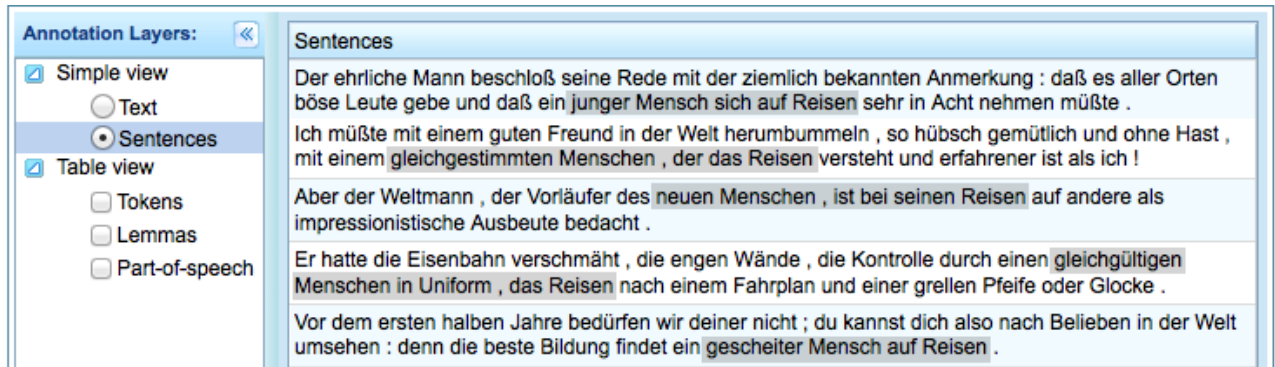 Annotation Layers:
Simple view
Text
Sentences
Table view
Tokens
Lemmas
Part-of-speech
Sentences
Der ehrliche Mann beschloß seine Rede mit der ziemlich bekannten Anmerkung : daß es aller Orten
böse Leute gebe und daß ein junger Mensch sich auf Reisen sehr in Acht nehmen müßte .
Ich müßte mit einem guten Freund in der Welt herumbummeln , so hübsch gemütlich und ohne Hast ,
mit einem gleichgestimmten Menschen , der das Reisen versteht und erfahrener ist als ich !
Aber der Weltmann , der Vorläufer des neuen Menschen , ist bei seinen Reisen auf andere als
impressionistische Ausbeute bedacht .
Er hatte die Eisenbahn verschmäht , die engen Wände , die Kontrolle durch einen gleichgültigen
Menschen in Uniform , das Reisen nach einem Fahrplan und einer grellen Pfeife oder Glocke .
Vor dem ersten halben Jahre bedürfen wir deiner nicht ; du kannst dich also nach Belieben in der Welt
umsehen : denn die beste Bildung findet ein gescheiter Mensch auf Reisen .